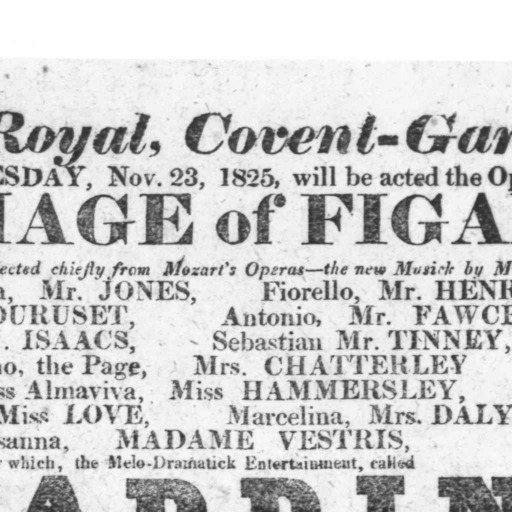 Royal, Covent-Gar
ESDAY, Nov. 23, 1825, will be acted the Op
IAGE of FIGA
ected chiefly from Mozart's Operas—the new Musick by M
a, Mr. JONES, Fiorello, Mr. HENR
DURUSET, Antonio, Mr. FAWCE
. ISAACS, Sebastian Mr. TINNEY,
no, the Page, Mrs. CHATTERLEY
ss Almaviva, Miss HAMMERSLEY,
Miss LOVE, Marcelina, Mrs. DALY
sanna, MADAME VESTRIS,
which, the Melo-Dramatick Entertainment, called
ARDIN